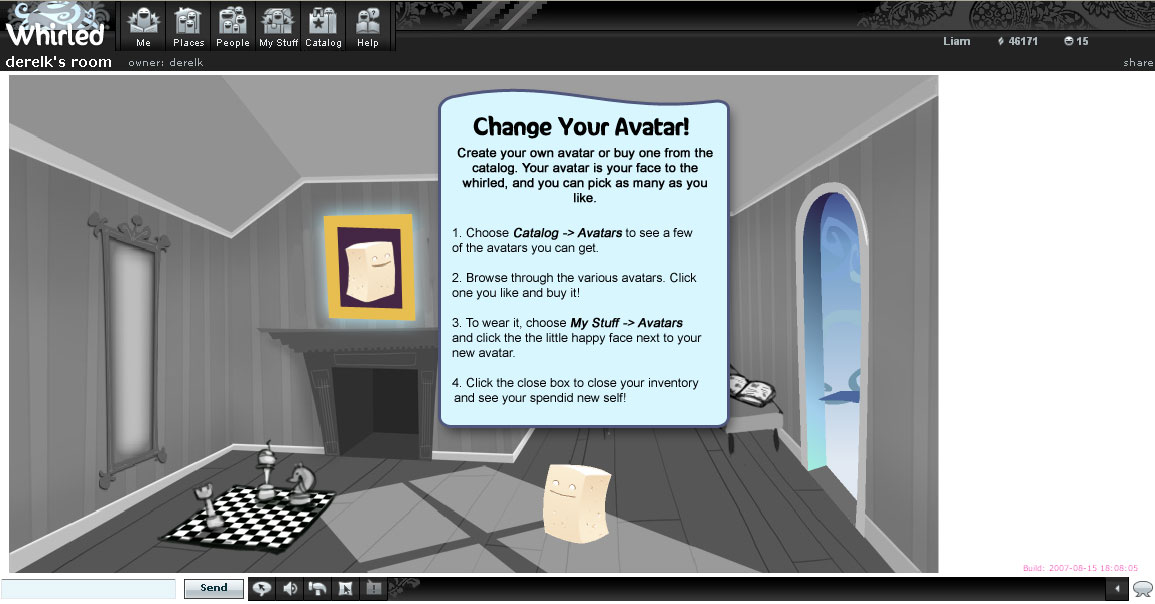 Whirled
Me Places People My Stuff Catalog Help
Liam 46171 15
derelk's room owner: derelk share
Change Your Avatar!
Create your own avatar or buy one from the
catalog. Your avatar is your face to the
whirled, and you can pick as many as you
like.
1. Choose Catalog -> Avatars to see a few
of the avatars you can get.
2. Browse through the various avatars. Click
one you like and buy it!
3. To wear it, choose My Stuff -> Avatars
and click the the little happy face next to your
new avatar.
4. Click the close box to close your inventory
and see your spendid new self!
Build: 2007-08-15 18:08:05
Send